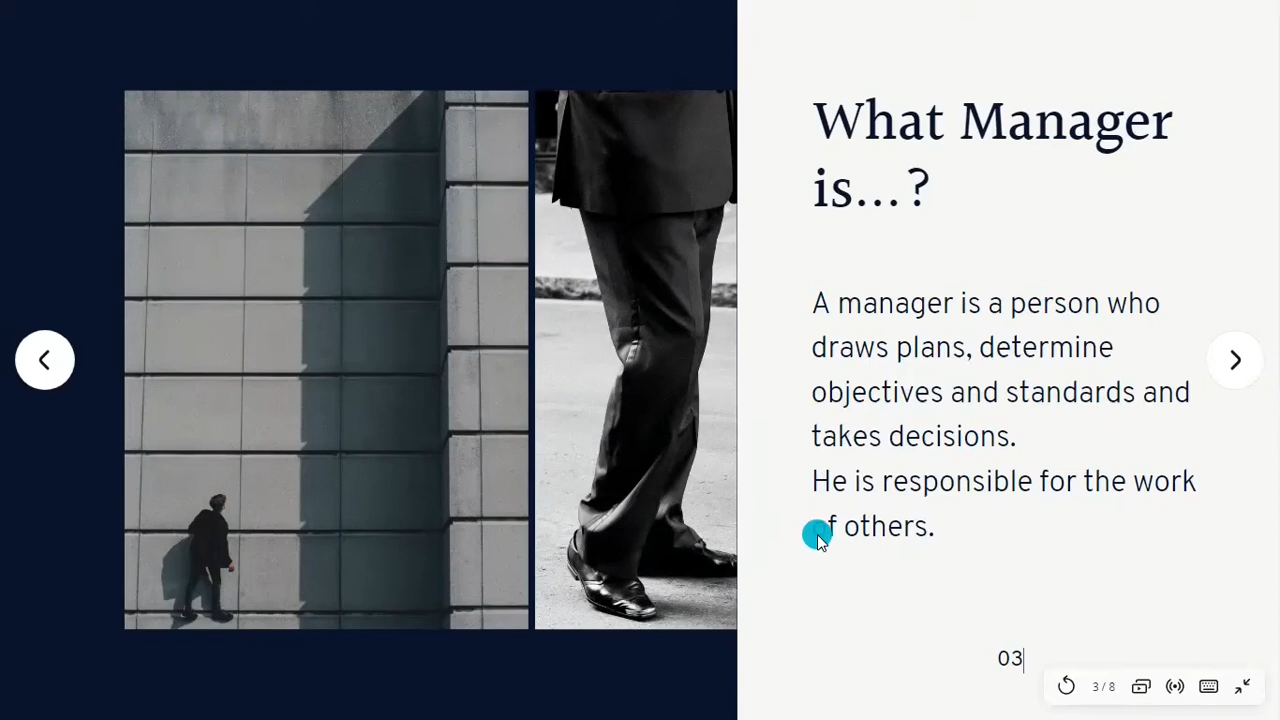 What Manager
is...?
A manager is a person who
draws plans, determine
objectives and standards and
takes decisions.
He is responsible for the work
of others.
03
3 / 8